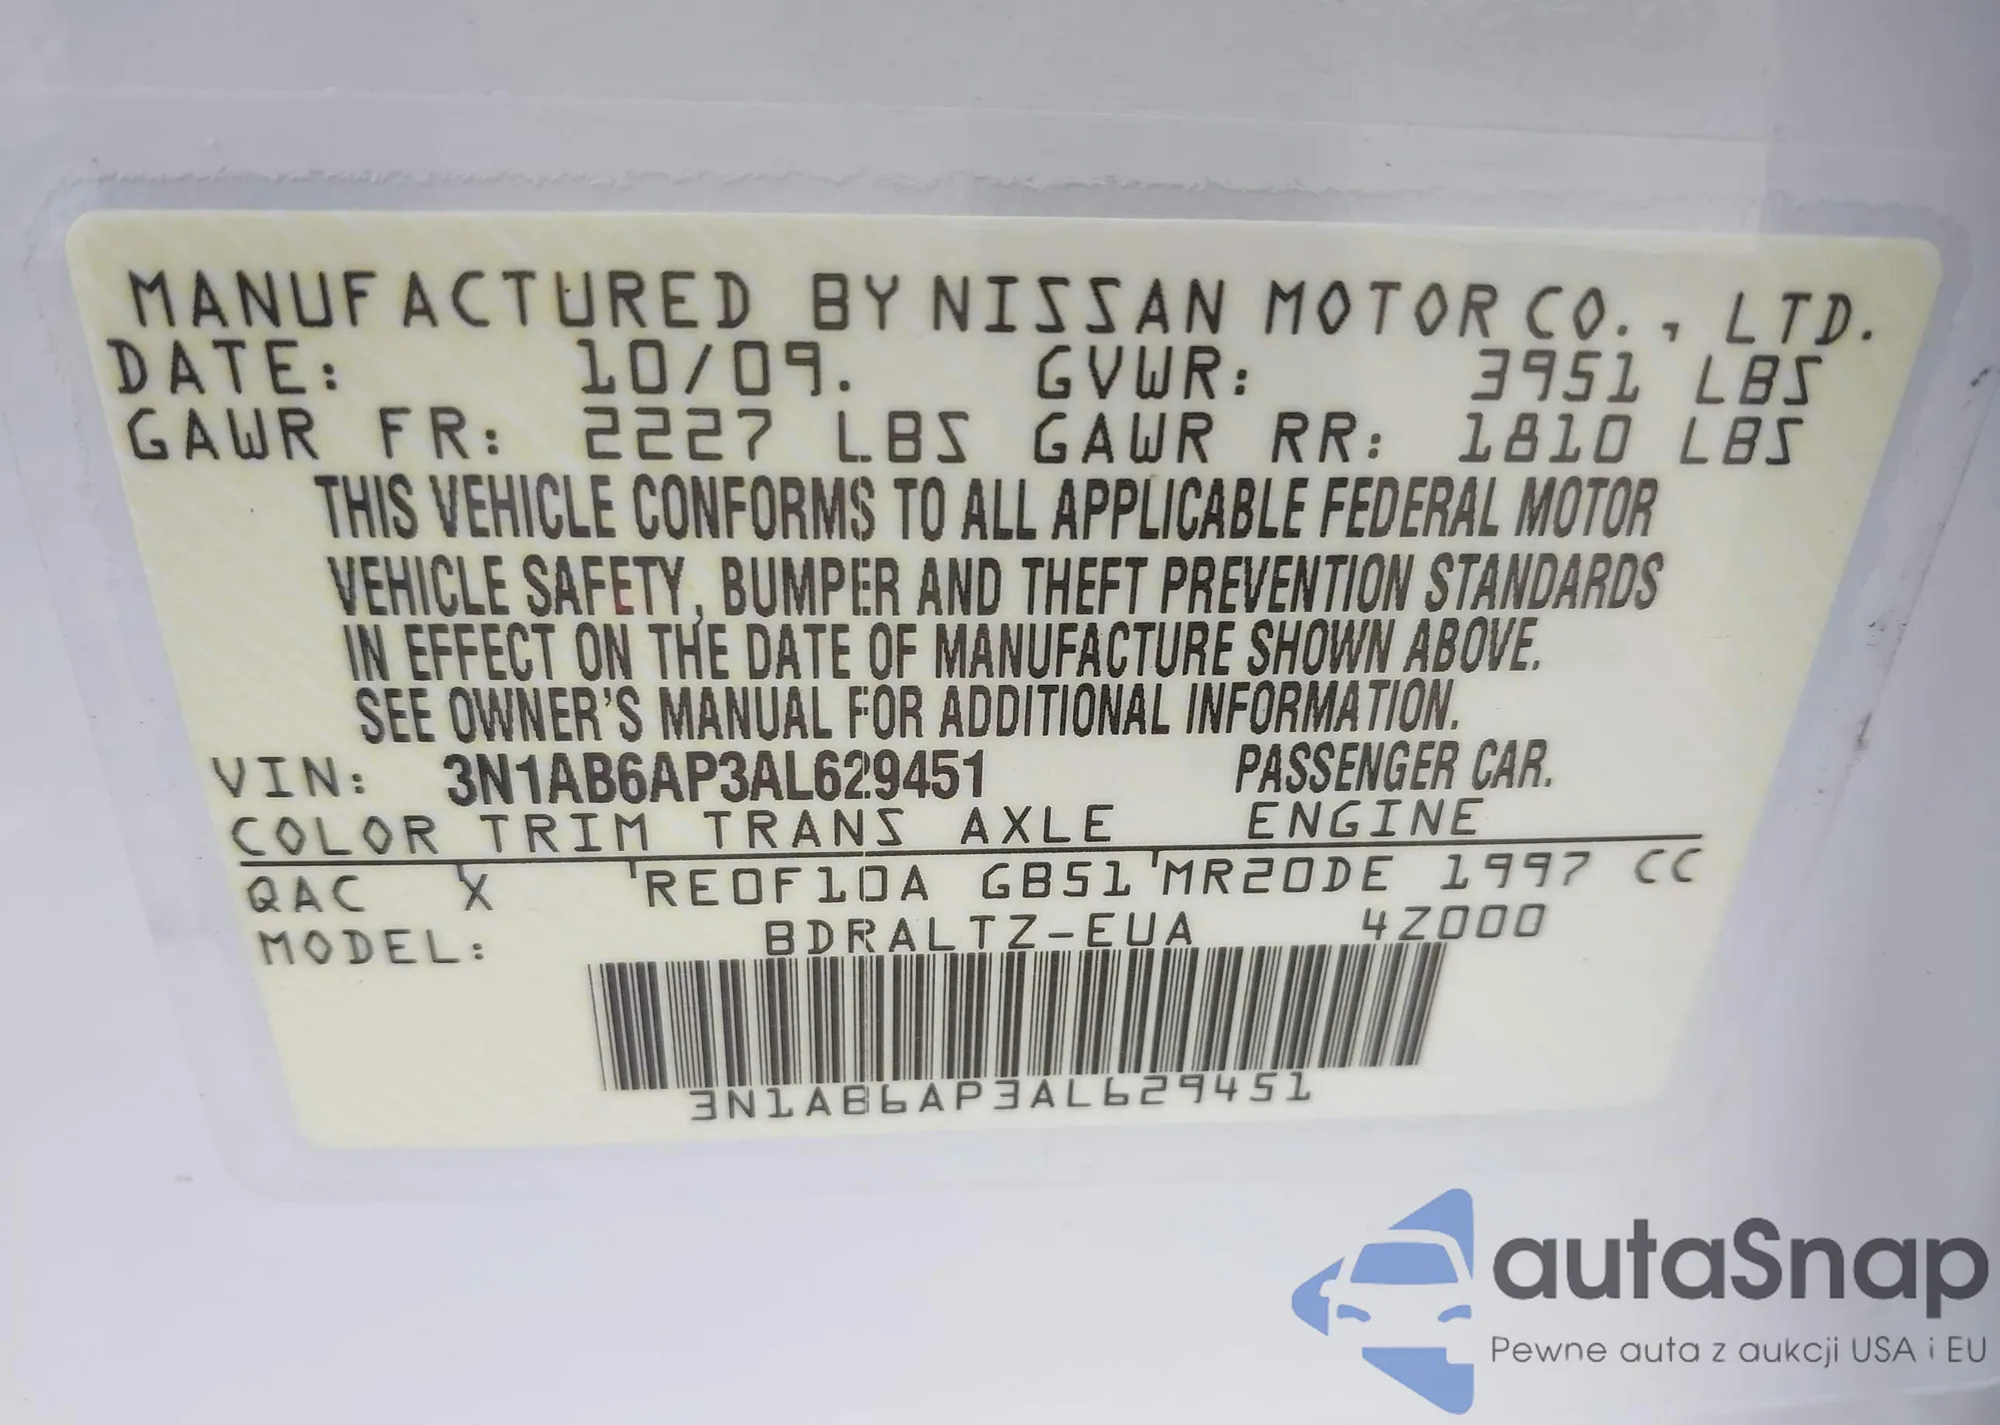 MANUFACTURED BY NISSAN MOTOR CO., LTD.
DATE: 10/09. GVWR: 3951 LBS
GAWR FR: 2227 LBS GAWR RR: 1810 LBS
THIS VEHICLE CONFORMS TO ALL APPLICABLE FEDERAL MOTOR
VEHICLE SAFETY, BUMPER AND THEFT PREVENTION STANDARDS
IN EFFECT ON THE DATE OF MANUFACTURE SHOWN ABOVE.
SEE OWNER'S MANUAL FOR ADDITIONAL INFORMATION.
VIN: 3N1AB6AP3AL629451 PASSENGER CAR.
COLOR TRIM TRANS AXLE ENGINE
QAC X RE0F10A GB51 MR20DE 1997 CC
MODEL: BDRALTZ-EUA 4Z000
3N1AB6AP3AL629451
autaSnap
Pewne auta z aukcji USA i EU